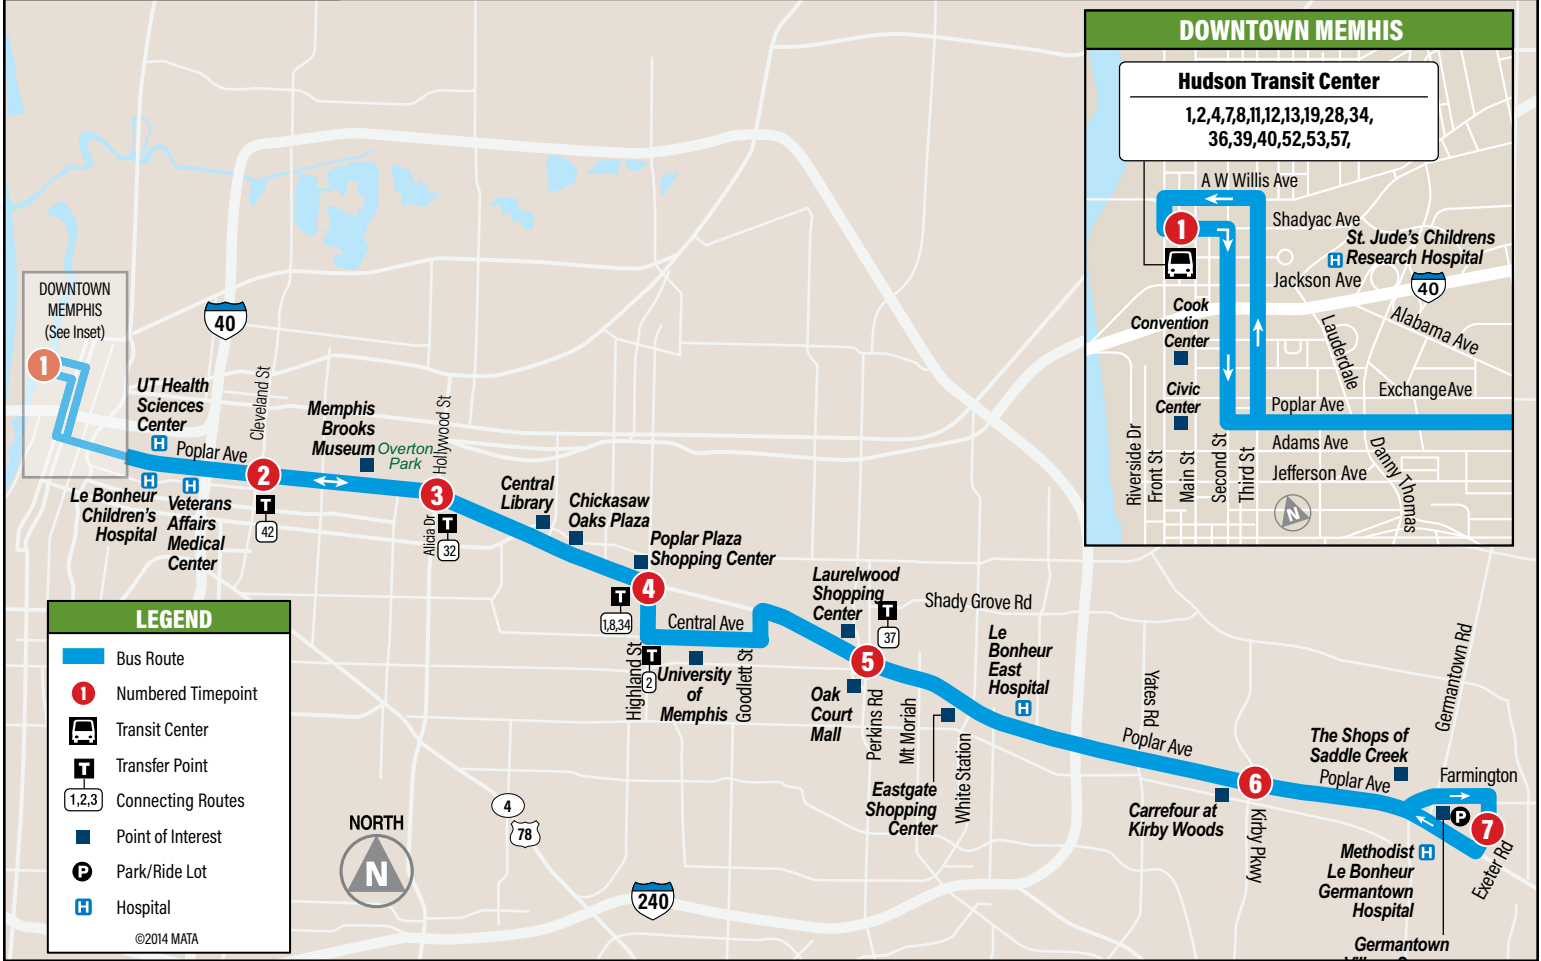 DOWNTOWN MEMHIS
Hudson Transit Center
1,2,4,7,8,11,12,13,19,28,34,
36,39,40,52,53,57,
A W Willis Ave
1
Shadyac Ave
St. Jude's Childrens
H Research Hospital
Jackson Ave
40
Cook
Convention
Center
Lauderdale
Alabama Ave
Civic
Center
Exchange Ave
Poplar Ave
Adams Ave
Jefferson Ave
Riverside Dr
Front St
Main St
Second St
Third St
Danny Thomas
N
DOWNTOWN
MEMPHIS
(See Inset)
1
40
UT Health
Sciences
Center
H
Poplar Ave
Cleveland St
2
T
42
H
Le Bonheur
Children's
Hospital
H
Veterans
Affairs
Medical
Center
Memphis
Brooks
Museum
Overton
Park
Hollywood St
3
Alicia Dr
T
32
Central
Library
Chickasaw
Oaks Plaza
Poplar Plaza
Shopping Center
4
T
1,8,34
Central Ave
Highland St
T
2
University
of
Memphis
Goodlett St
Laurelwood
Shopping
Center
T
37
5
Shady Grove Rd
Oak
Court
Mall
Perkins Rd
Mt Moriah
Le
Bonheur
East
Hospital
H
Eastgate
Shopping
Center
White Station
Yates Rd
Poplar Ave
6
Carrefour at
Kirby Woods
Kirby Pkwy
The Shops of
Saddle Creek
Poplar Ave
Germantown Rd
Farmington
P
7
Exeter Rd
Methodist H
Le Bonheur
Germantown
Hospital
Germantown
4
78
240
NORTH
N
LEGEND
Bus Route
1 Numbered Timepoint
Transit Center
T Transfer Point
1,2,3 Connecting Routes
Point of Interest
P Park/Ride Lot
H Hospital
©2014 MATA